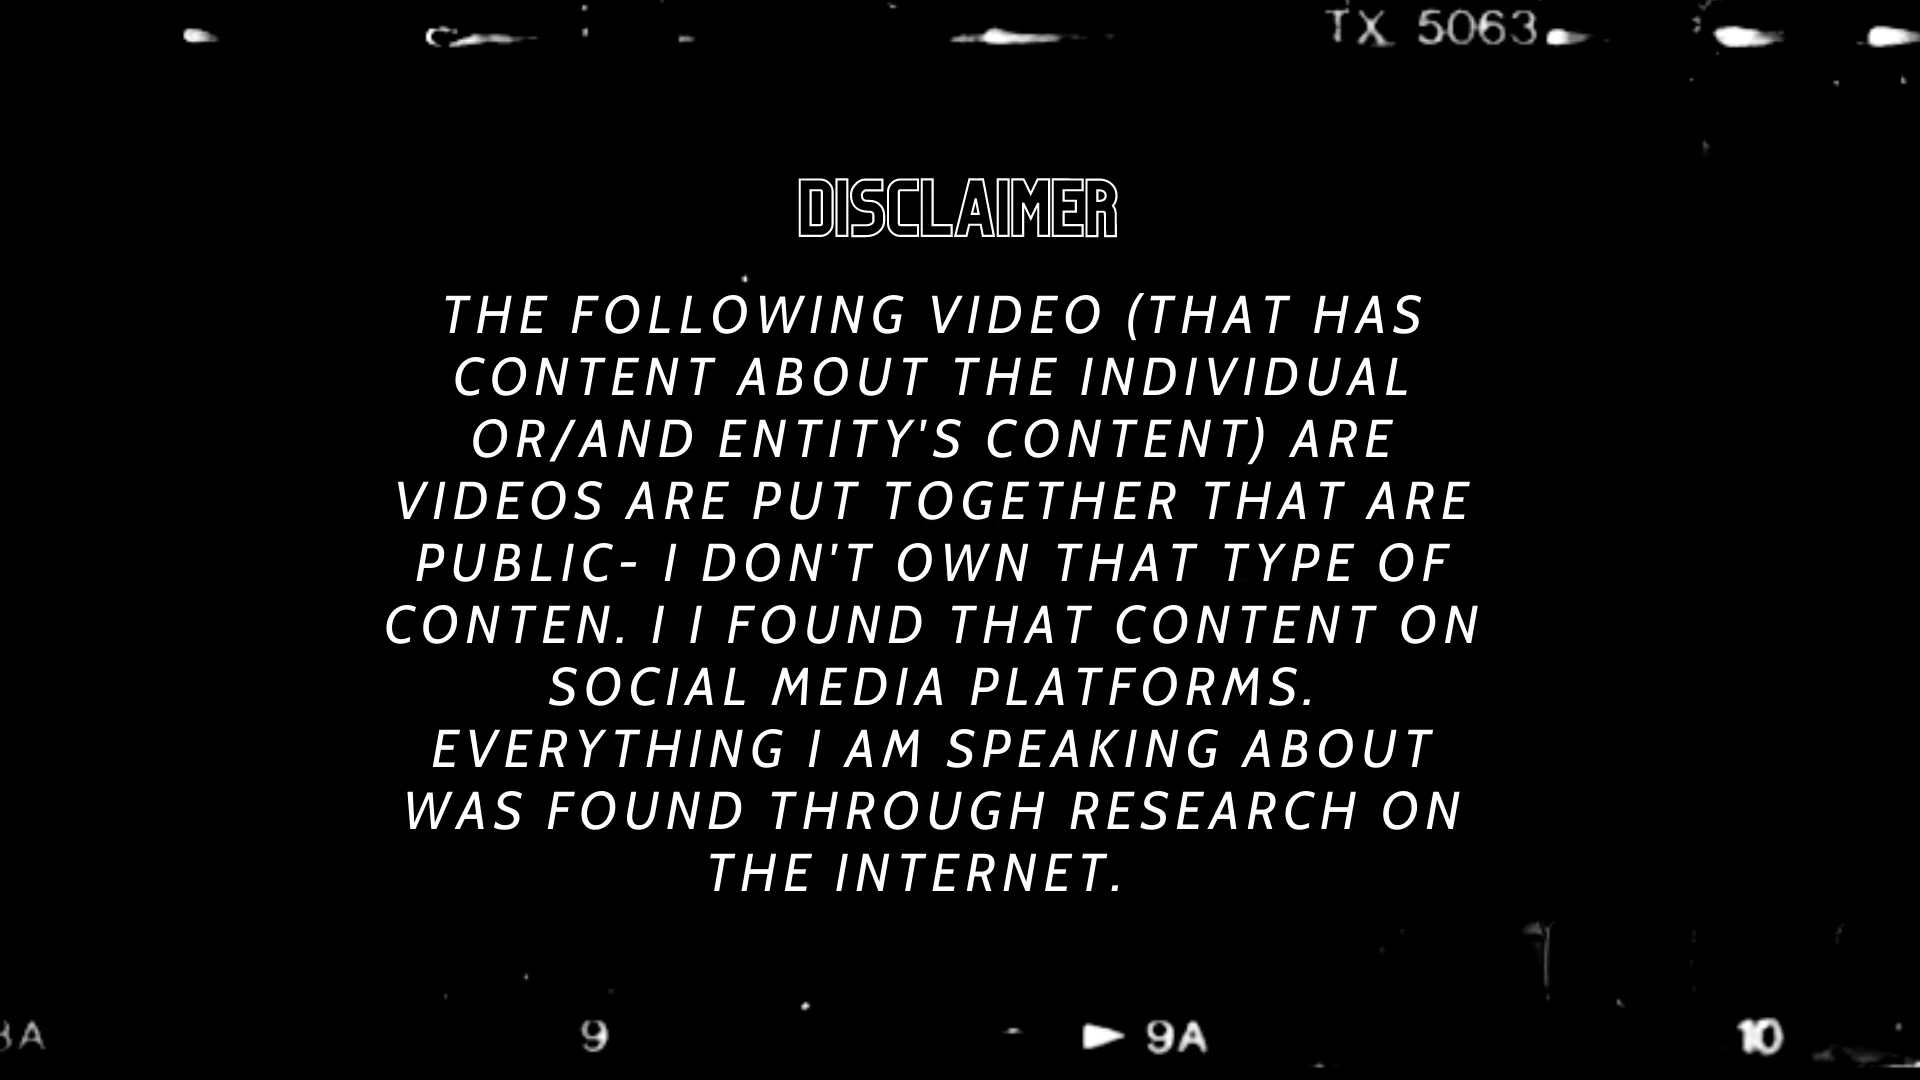 TX 5063
DISCLAIMER
THE FOLLOWING VIDEO (THAT HAS
CONTENT ABOUT THE INDIVIDUAL
OR/AND ENTITY'S CONTENT) ARE
VIDEOS ARE PUT TOGETHER THAT ARE
PUBLIC- I DON'T OWN THAT TYPE OF
CONTEN. I I FOUND THAT CONTENT ON
SOCIAL MEDIA PLATFORMS.
EVERYTHING I AM SPEAKING ABOUT
WAS FOUND THROUGH RESEARCH ON
THE INTERNET.
9 9A 10